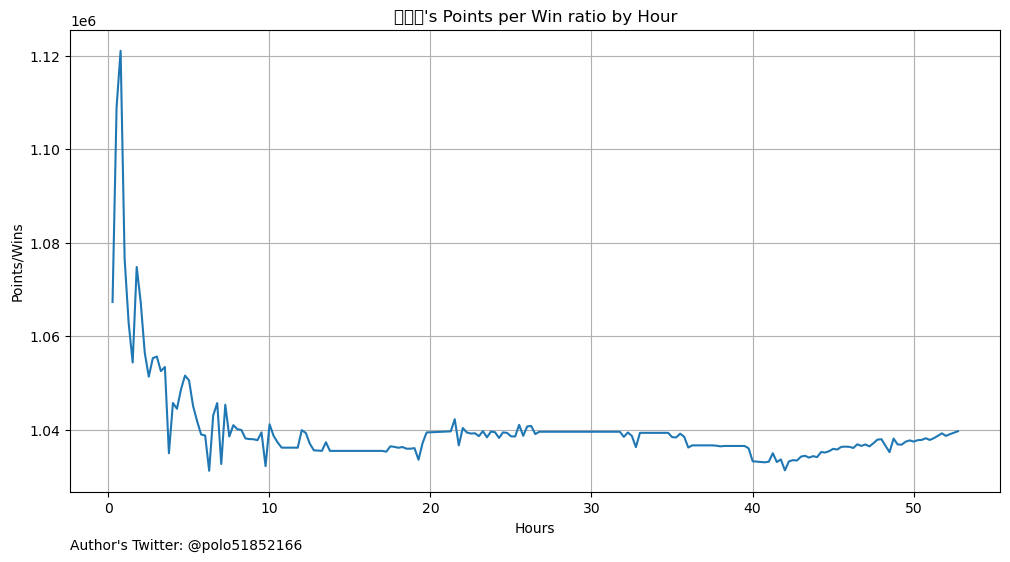 's Points per Win ratio by Hour
1e6
1.12
1.10
1.08
1.06
1.04
Points/Wins
0 10 20 30 40 50
Hours
Author's Twitter: @polo51852166